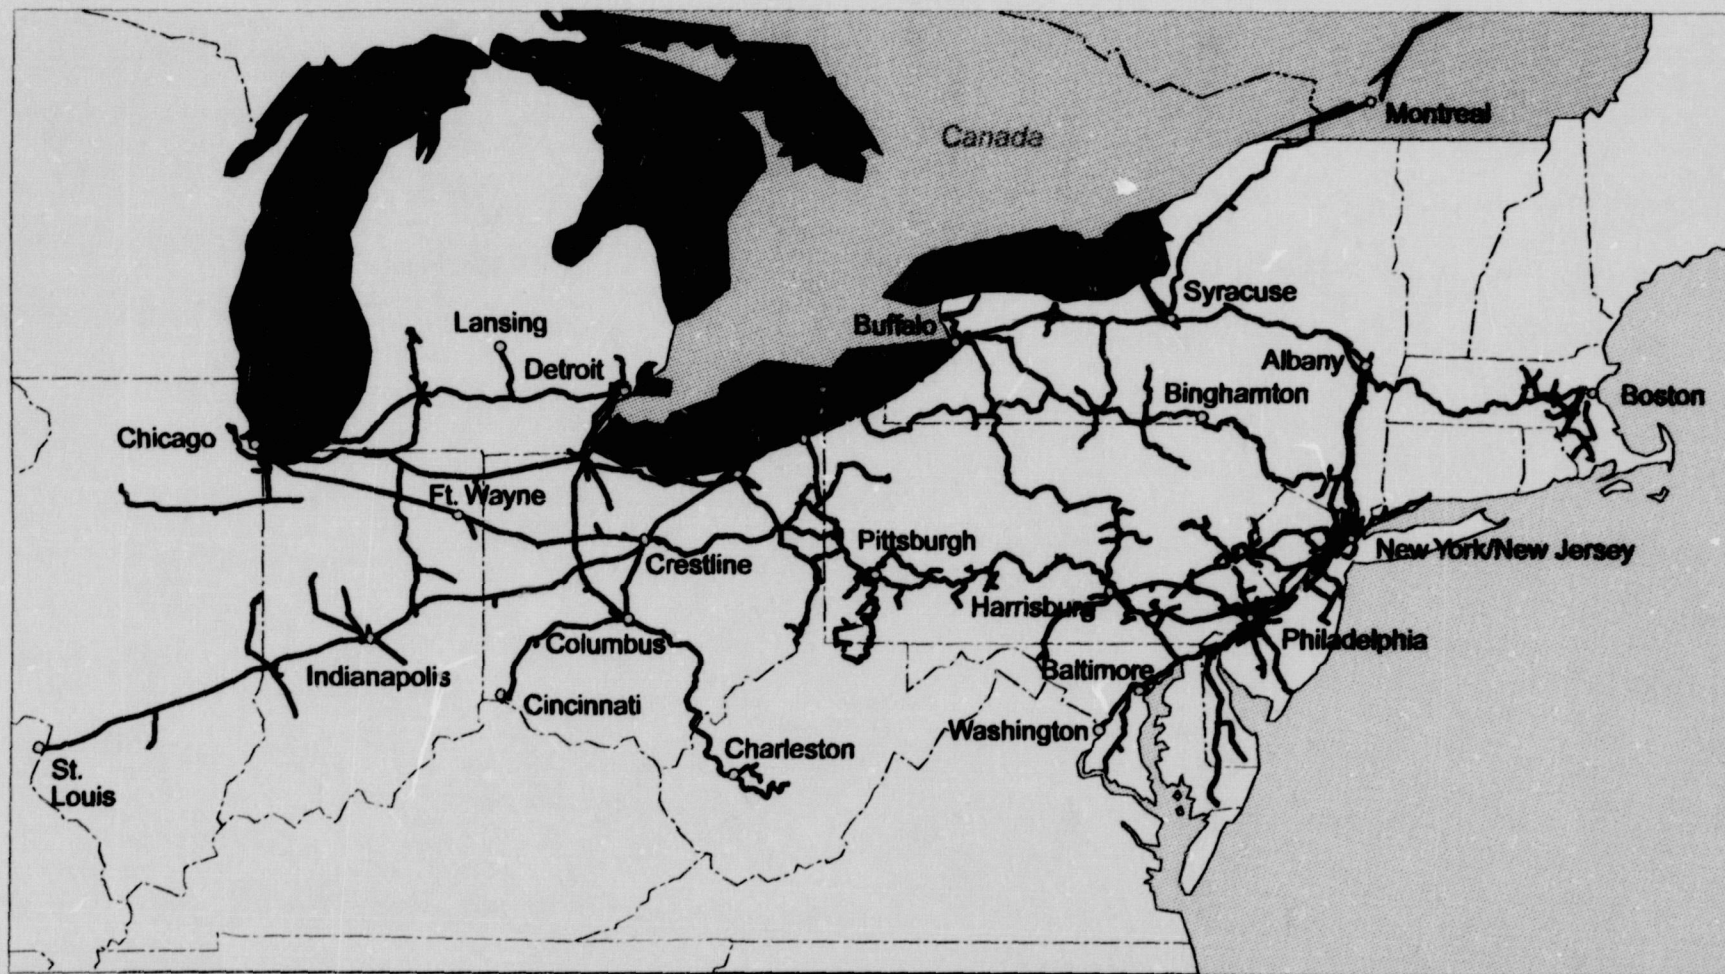 Canada
Montreal
Syracuse
Buffalo
Lansing
Detroit
Albany
Binghamton
Boston
Chicago
Ft. Wayne
Pittsburgh
New York/New Jersey
Crestline
Harrisburg
Columbus
Philadelphia
Indianapolis
Baltimore
Cincinnati
Washington
Charleston
St.
Louis